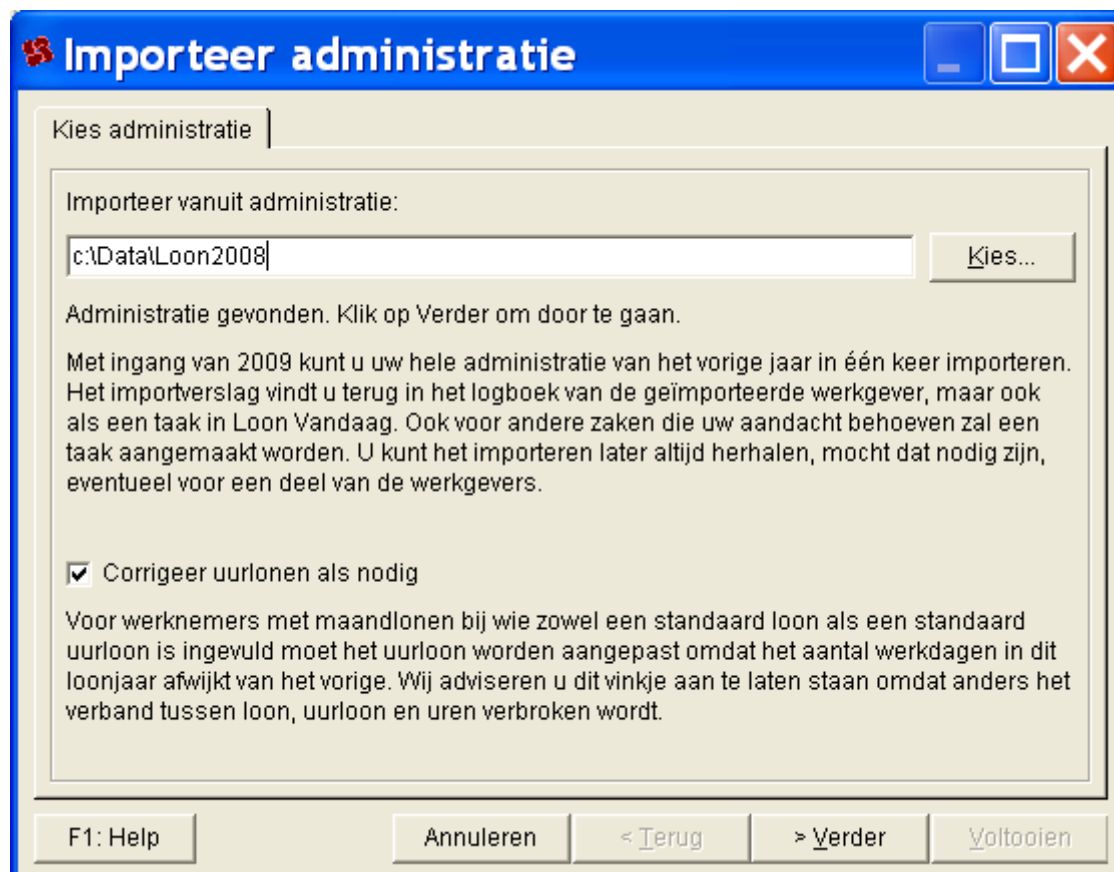 Importeer administratie
Kies administratie
Importeer vanuit administratie:
c:\Data\Loon2008
Kies...
Administratie gevonden. Klik op Verder om door te gaan.
Met ingang van 2009 kunt u uw hele administratie van het vorige jaar in één keer importeren.
Het importverslag vindt u terug in het logboek van de geïmporteerde werkgever, maar ook
als een taak in Loon Vandaag. Ook voor andere zaken die uw aandacht behoeven zal een
taak aangemaakt worden. U kunt het importeren later altijd herhalen, mocht dat nodig zijn,
eventueel voor een deel van de werkgevers.
Corrigeer uurlonen als nodig
Voor werknemers met maandlonen bij wie zowel een standaard loon als een standaard
uurloon is ingevuld moet het uurloon worden aangepast omdat het aantal werkdagen in dit
loonjaar afwijkt van het vorige. Wij adviseren u dit vinkje aan te laten staan omdat anders het
verband tussen loon, uurloon en uren verbroken wordt.
F1: Help
Annuleren
< Terug
> Verder
Voltooien